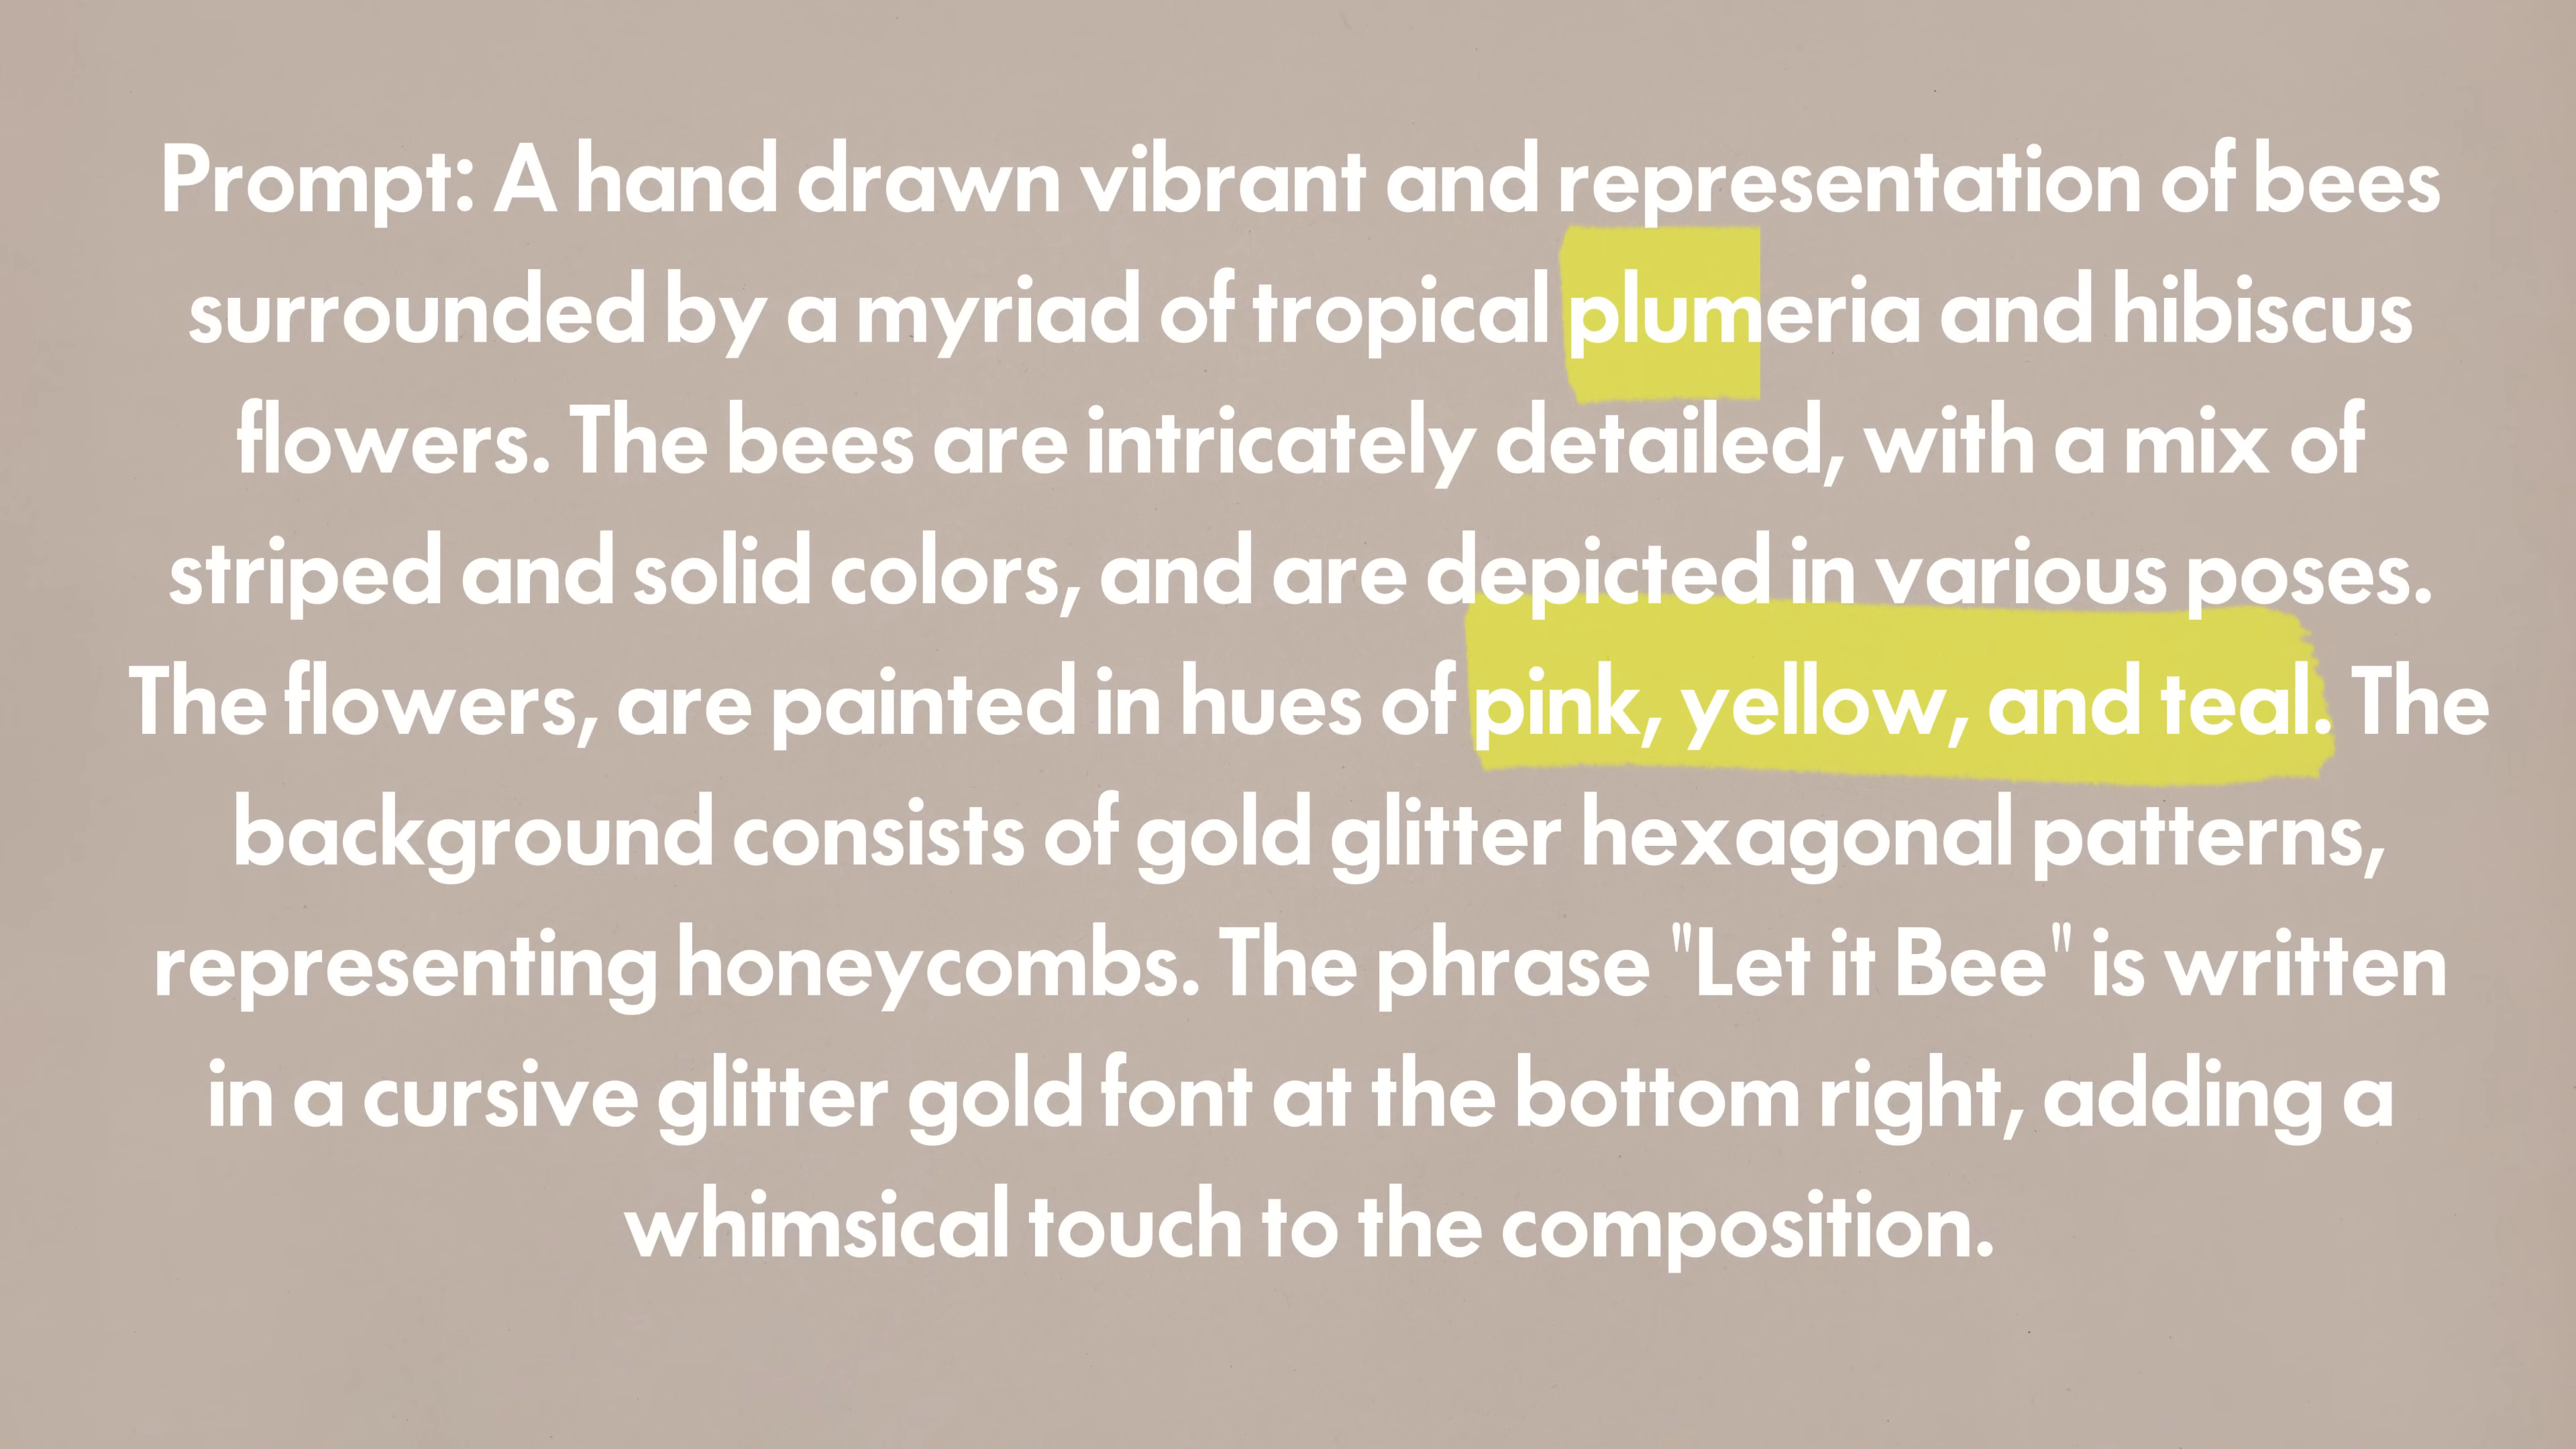 Prompt: A hand drawn vibrant and representation of bees
surrounded by a myriad of tropical plumeria and hibiscus
flowers. The bees are intricately detailed, with a mix of
striped and solid colors, and are depicted in various poses.
The flowers, are painted in hues of pink, yellow, and teal. The
background consists of gold glitter hexagonal patterns,
representing honeycombs. The phrase "Let it Bee" is written
in a cursive glitter gold font at the bottom right, adding a
whimsical touch to the composition.